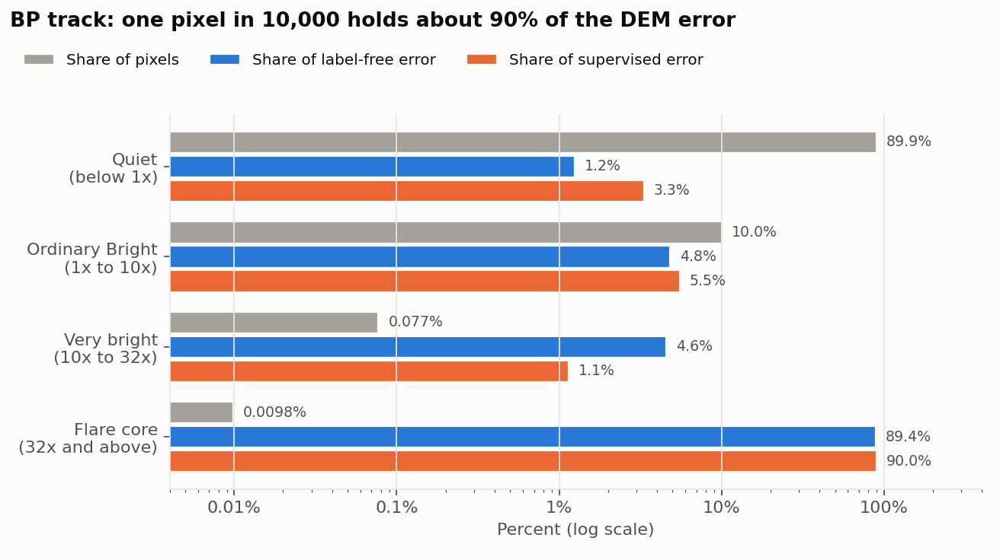 BP track: one pixel in 10,000 holds about 90% of the DEM error
Share of pixels
Share of label-free error
Share of supervised error
Quiet
(below 1x)
89.9%
1.2%
3.3%
Ordinary Bright
(1x to 10x)
10.0%
4.8%
5.5%
Very bright
(10x to 32x)
0.077%
4.6%
1.1%
Flare core
(32x and above)
0.0098%
89.4%
90.0%
0.01%
0.1%
1%
10%
100%
Percent (log scale)